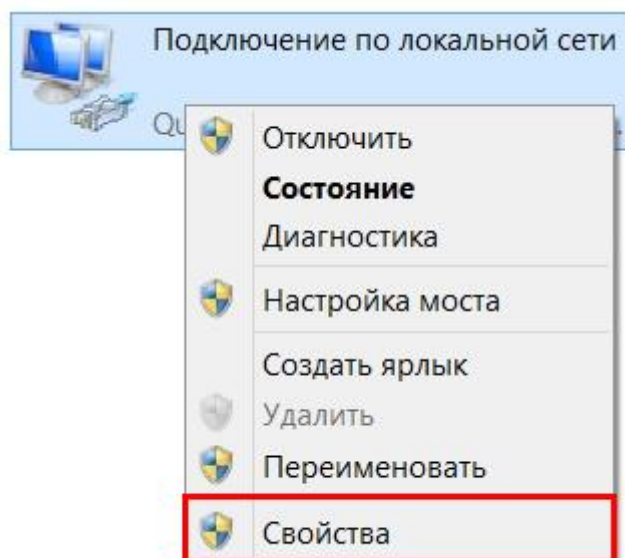 Подключение по локальной сети
Отключить
Состояние
Диагностика
Настройка моста
Создать ярлык
Удалить
Переименовать
Свойства